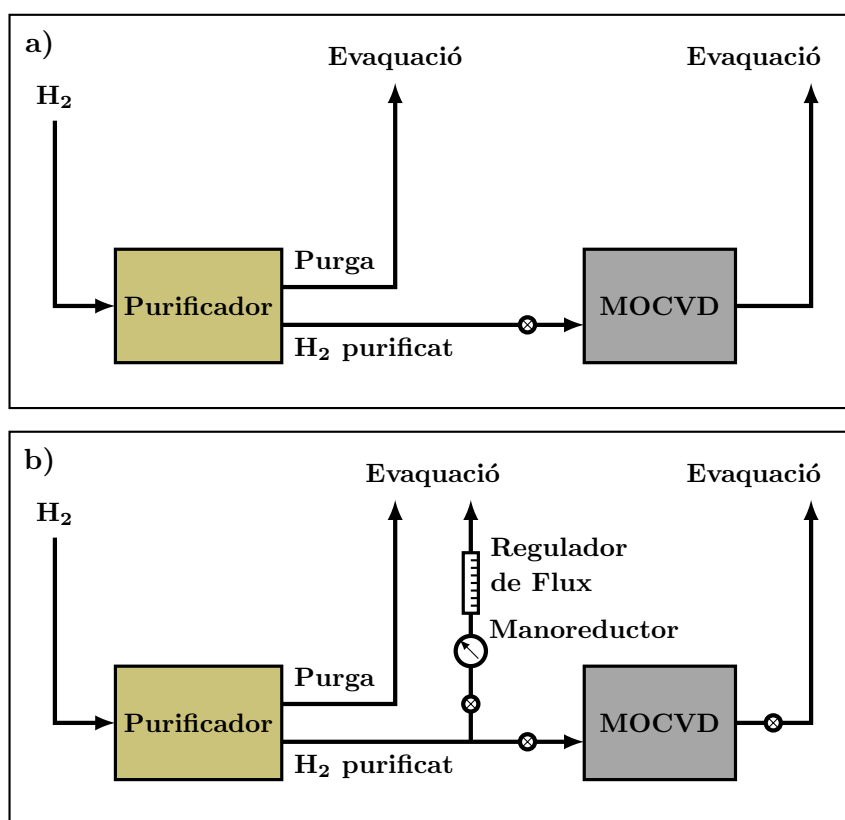 a)
Evaquació
Evaquació
H₂
Purga
Purificador
MOCVD
H₂ purificat
b)
Evaquació
Evaquació
H₂
Regulador
de Flux
Manoreductor
Purga
Purificador
MOCVD
H₂ purificat